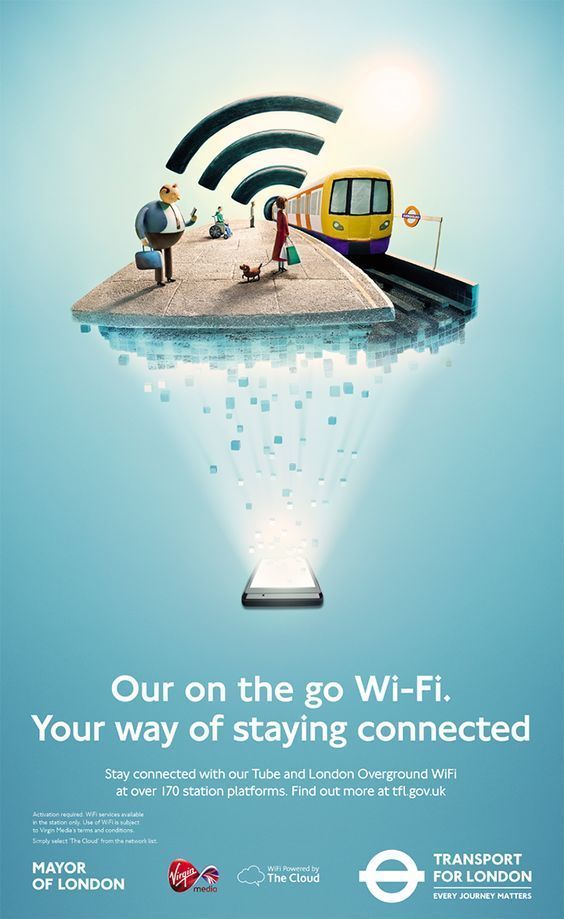 Our on the go Wi-Fi.
Your way of staying connected
Stay connected with our Tube and London Overground WiFi
at over 170 station platforms. Find out more at tfl.gov.uk
Activation required. WiFi services available
in the station only. Use of WiFi is subject
to Virgin Media's terms and conditions.
Simply select 'The Cloud' from the network list.
MAYOR
OF LONDON
Virgin
media
WiFi Powered by
The Cloud
TRANSPORT
FOR LONDON
EVERY JOURNEY MATTERS